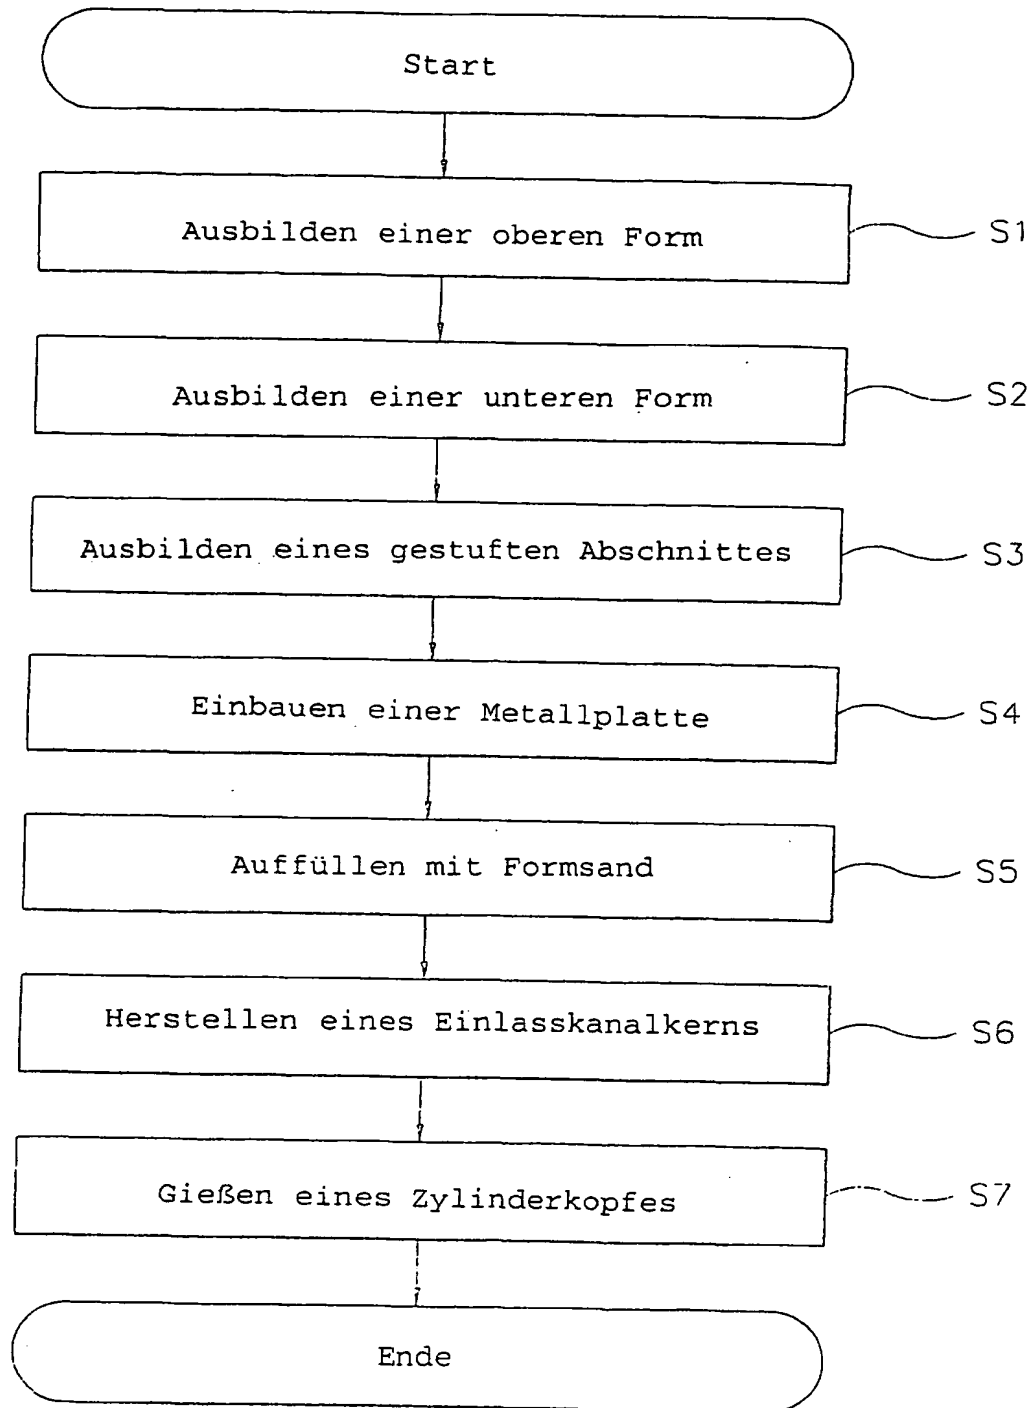 Start
Ausbilden einer oberen Form S1
Ausbilden einer unteren Form S2
Ausbilden eines gestuften Abschnittes S3
Einbauen einer Metallplatte S4
Auffüllen mit Formsand S5
Herstellen eines Einlasskanalkerns S6
Gießen eines Zylinderkopfes S7
Ende